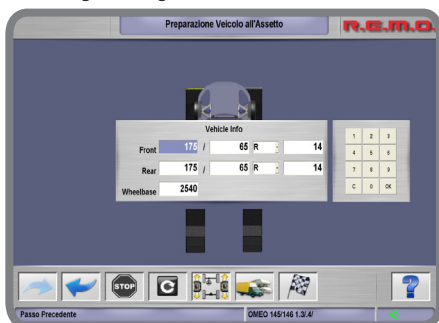 Preparazione Veicolo all'Assetto
R.e.m.o.
Vehicle Info
Front 175 / 65 R - 14
Rear 175 / 65 R - 14
Wheelbase 2540
1 2 3
4 5 6
7 8 9
C 0 OK
STOP
?
Passo Precedente OMEO 145/146 1.3/.4/